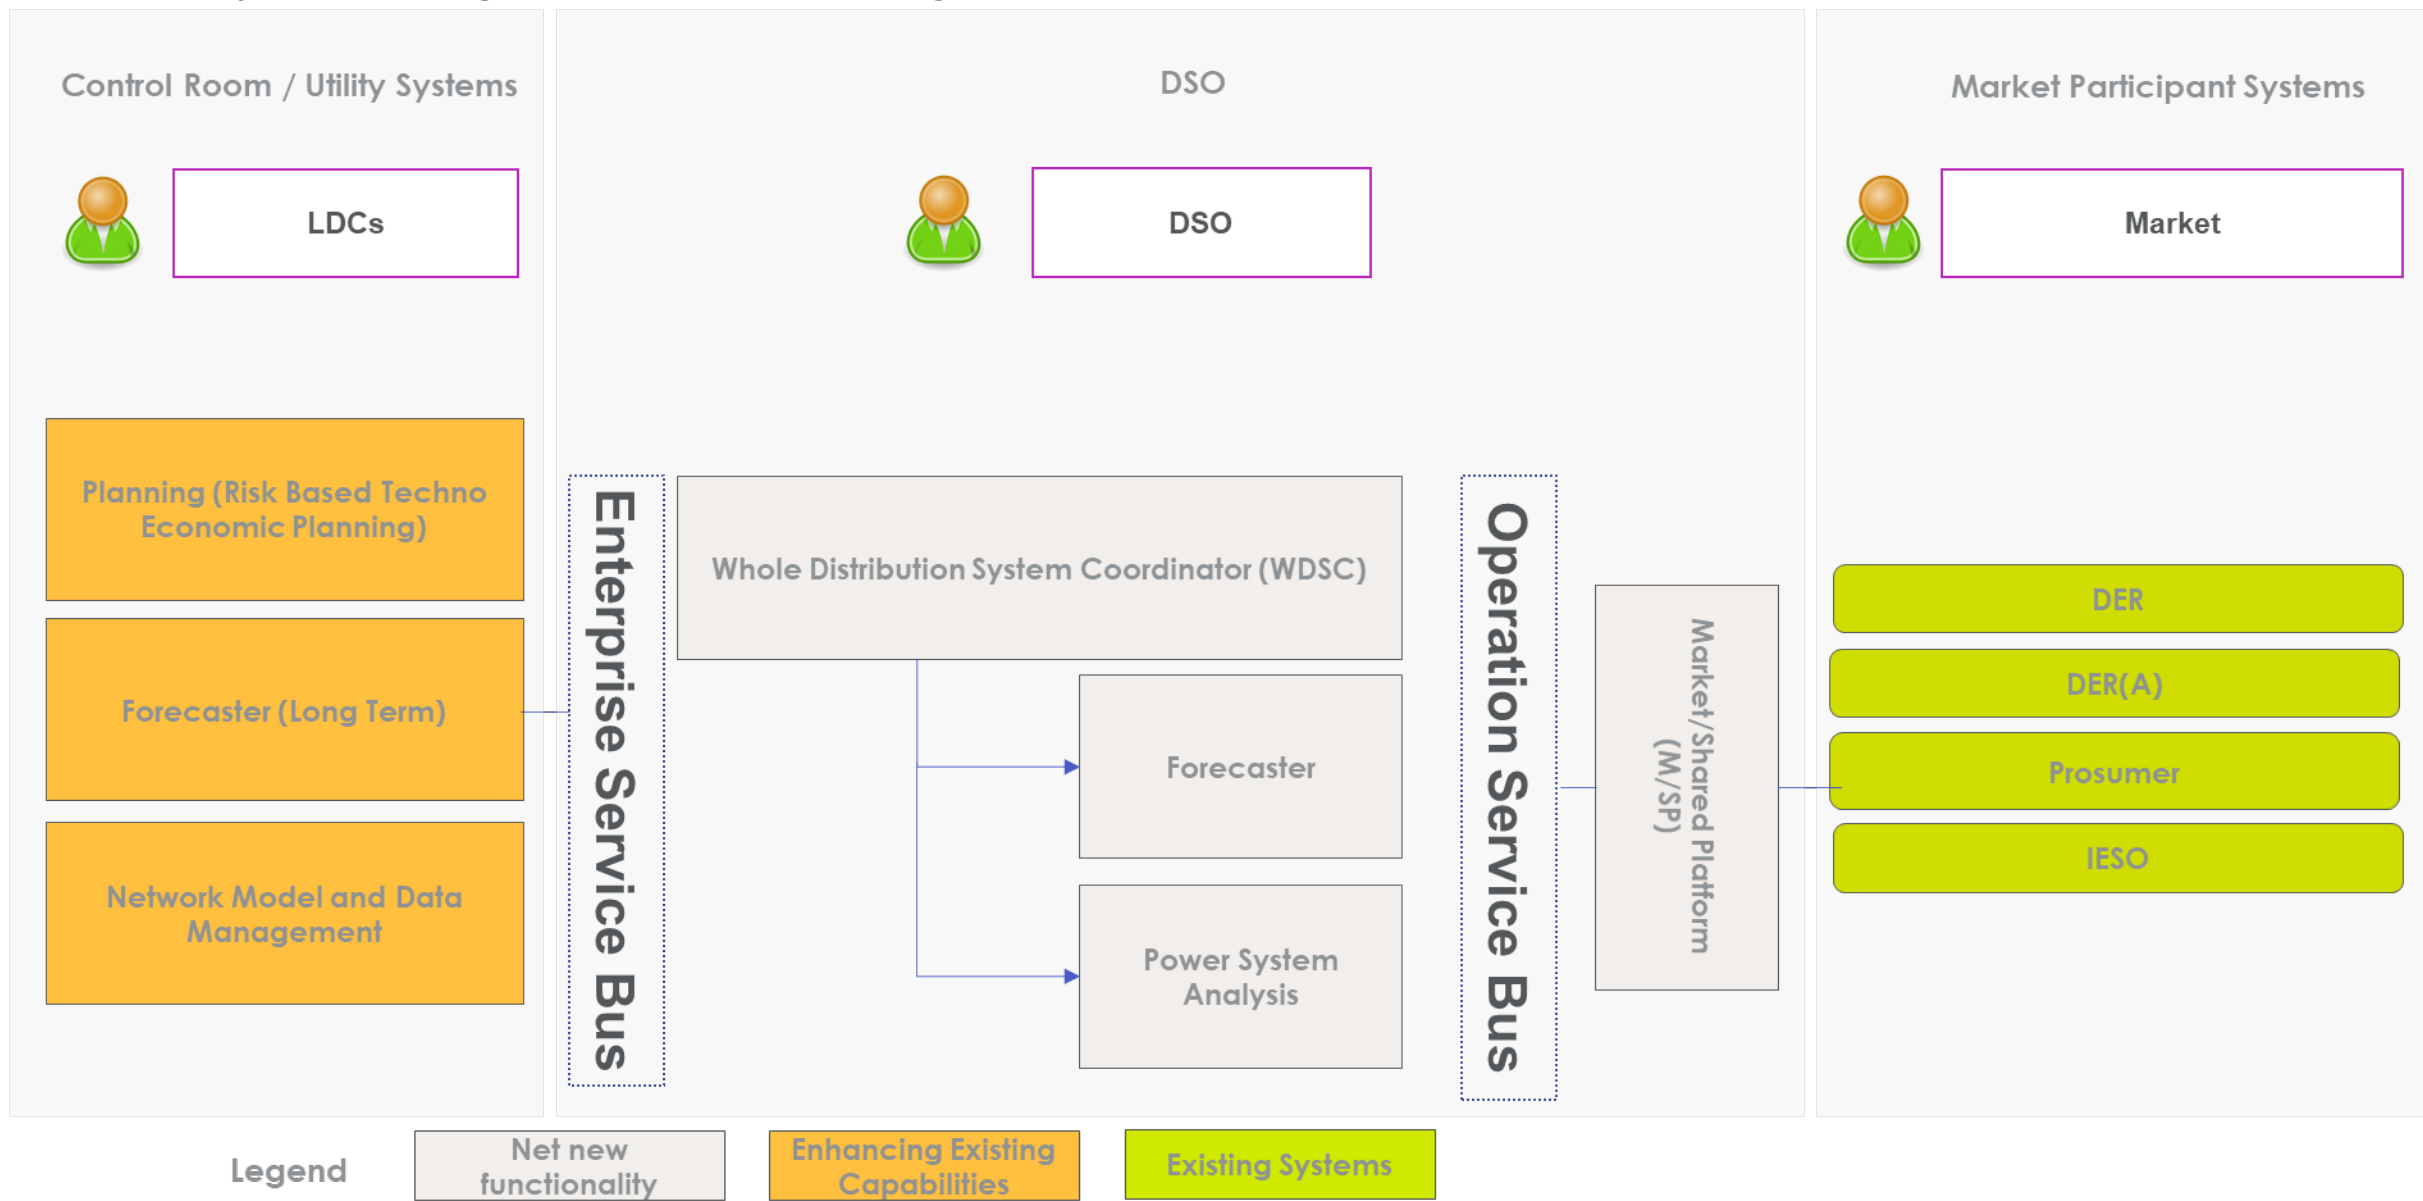 Control Room / Utility Systems
DSO
Market Participant Systems
LDCs
DSO
Market
Planning (Risk Based Techno
Economic Planning)
Forecaster (Long Term)
Network Model and Data
Management
Enterprise Service Bus
Whole Distribution System Coordinator (WDSC)
Forecaster
Power System
Analysis
Operation Service Bus
Market/Shared Platform
(M/SP)
DER
DER(A)
Prosumer
IESO
Legend
Net new
functionality
Enhancing Existing
Capabilities
Existing Systems